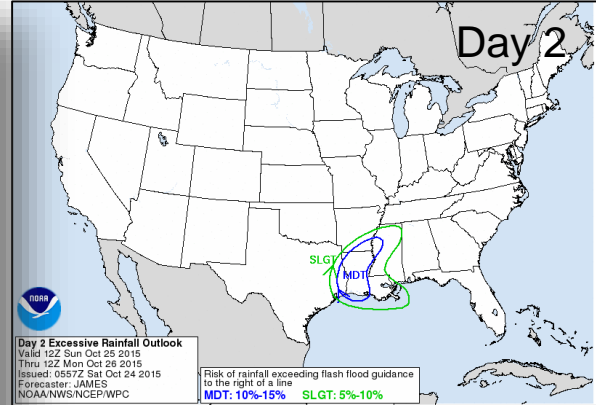 Day 2
SLGT
MDT
NOAA
Day 2 Excessive Rainfall Outlook
Valid 12Z Sun Oct 25 2015
Thru 12Z Mon Oct 26 2015
Issued: 0557Z Sat Oct 24 2015
Forecaster: JAMES
NOAA/NWS/NCEP/WPC
Risk of rainfall exceeding flash flood guidance
to the right of a line
MDT: 10%-15% SLGT: 5%-10%